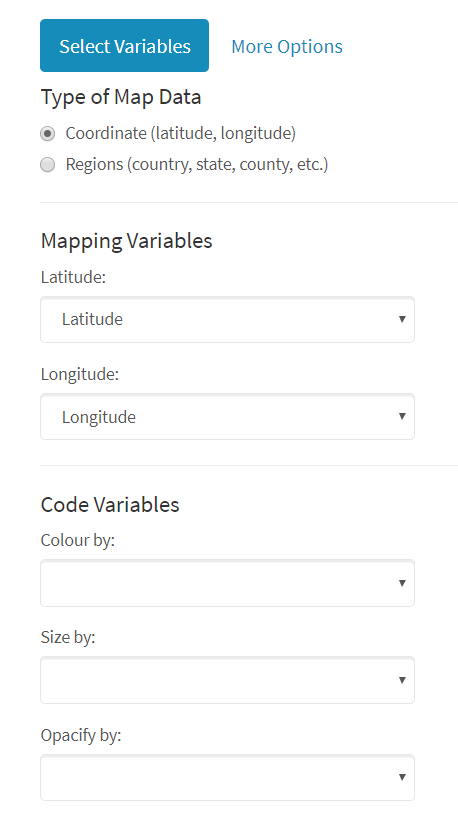 Select Variables More Options
Type of Map Data
Coordinate (latitude, longitude)
Regions (country, state, county, etc.)
Mapping Variables
Latitude:
Latitude
Longitude:
Longitude
Code Variables
Colour by:
Size by:
Opacify by: